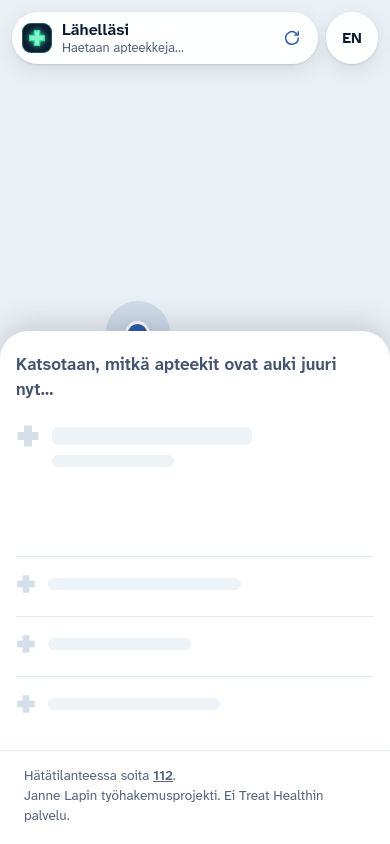 Lähelläsi
Haetaan apteekkeja...
EN
Katsotaan, mitkä apteekit ovat auki juuri
nyt...
Hätätilanteessa soita 112.
Janne Lapin työhakemusprojekti. Ei Treat Healthin
palvelu.